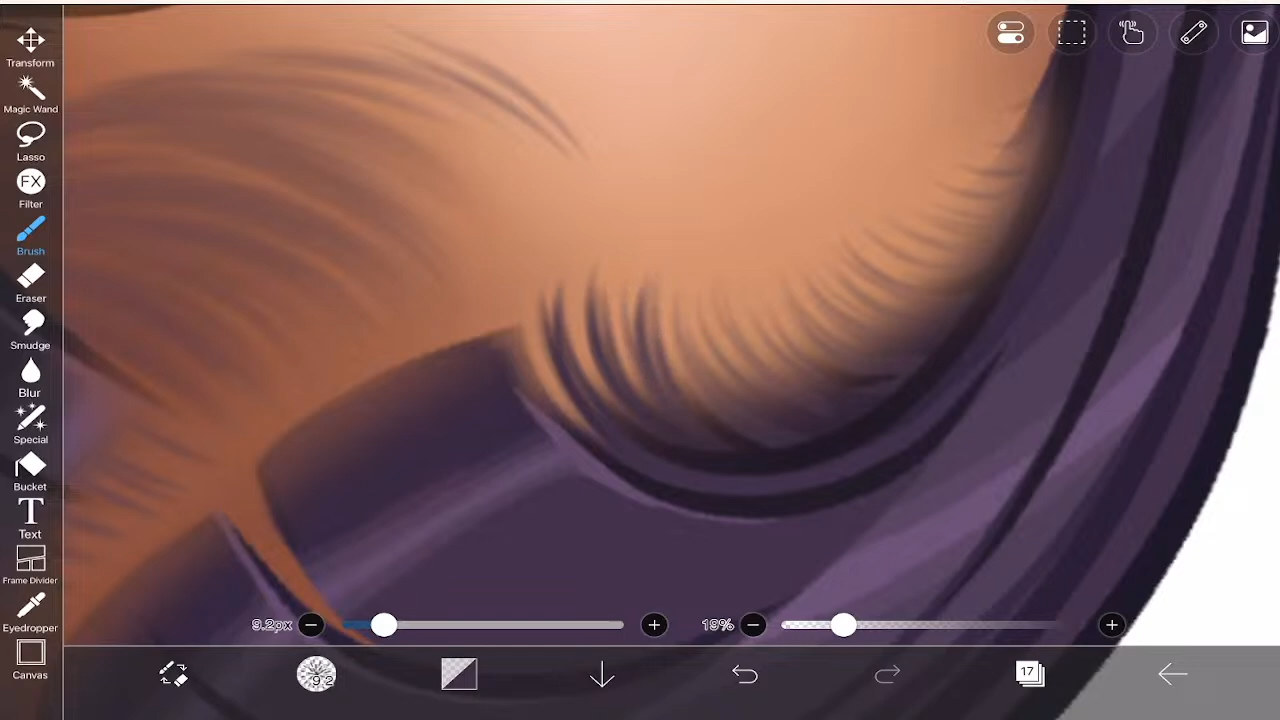 Transform
Magic Wand
Lasso
FX
Filter
Brush
Eraser
Smudge
Blur
Special
Bucket
T
Text
Frame Divider
Eyedropper
Canvas
9.2px
19%
9.2
17